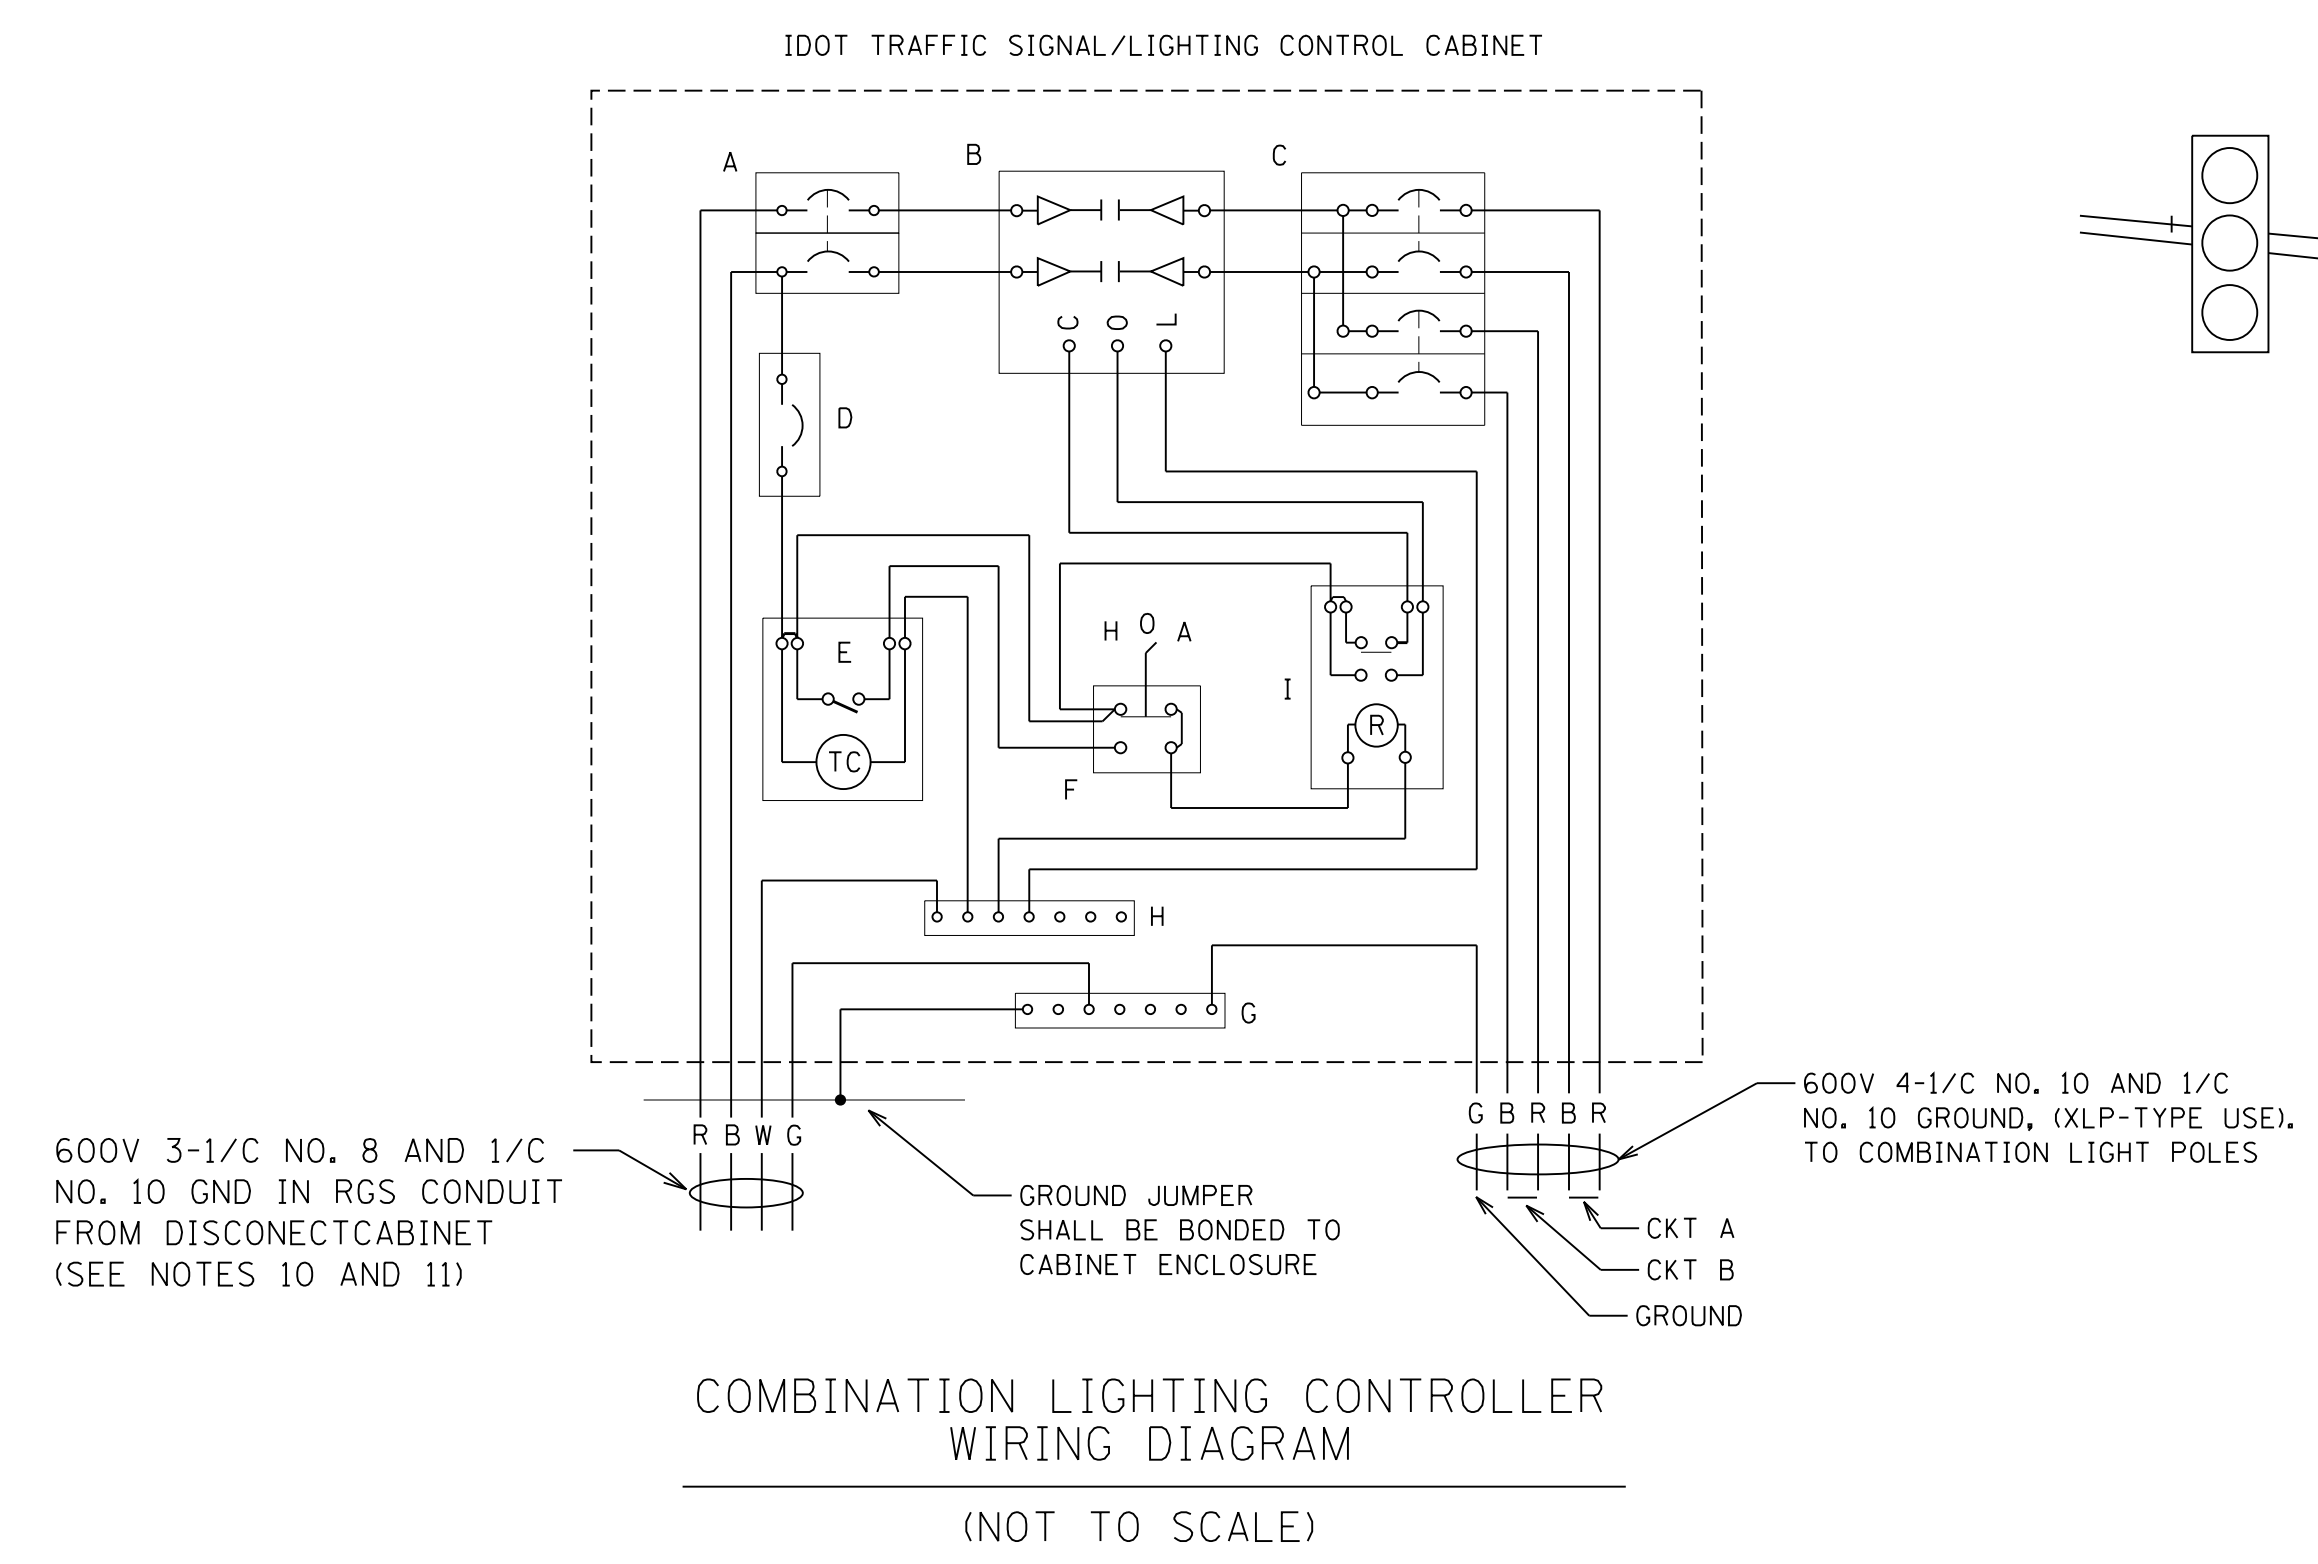 IDOT TRAFFIC SIGNAL/LIGHTING CONTROL CABINET
A
B
C
C O L
D
E
H O A
I
R
TC
F
H
G
R B W G
G B R B R
600V 3-1/C NO. 8 AND 1/C
NO. 10 GND IN RGS CONDUIT
FROM DISCONECTCABINET
(SEE NOTES 10 AND 11)
GROUND JUMPER
SHALL BE BONDED TO
CABINET ENCLOSURE
600V 4-1/C NO. 10 AND 1/C
NO. 10 GROUND, (XLP-TYPE USE).
TO COMBINATION LIGHT POLES
CKT A
CKT B
GROUND
COMBINATION LIGHTING CONTROLLER
WIRING DIAGRAM
(NOT TO SCALE)